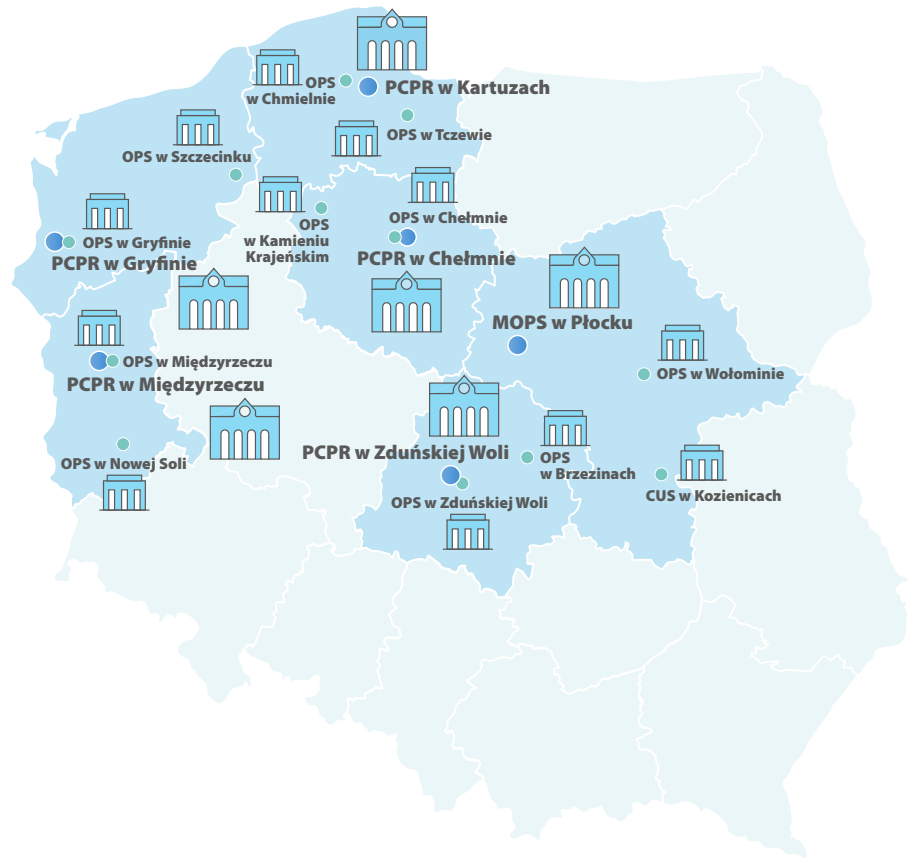 OPS
w Chmielnie
PCPR w Kartuzach
OPS w Tczewie
OPS w Szczecinku
OPS w Chełmnie
OPS
w Kamieniu
Krajeńskim
OPS w Gryfinie
PCPR w Gryfinie
PCPR w Chełmnie
MOPS w Płocku
OPS w Międzyrzeczu
PCPR w Międzyrzeczu
OPS w Wołominie
PCPR w Zduńskiej Woli
OPS
w Brzezinach
OPS w Nowej Soli
CUS w Kozienicach
OPS w Zduńskiej Woli